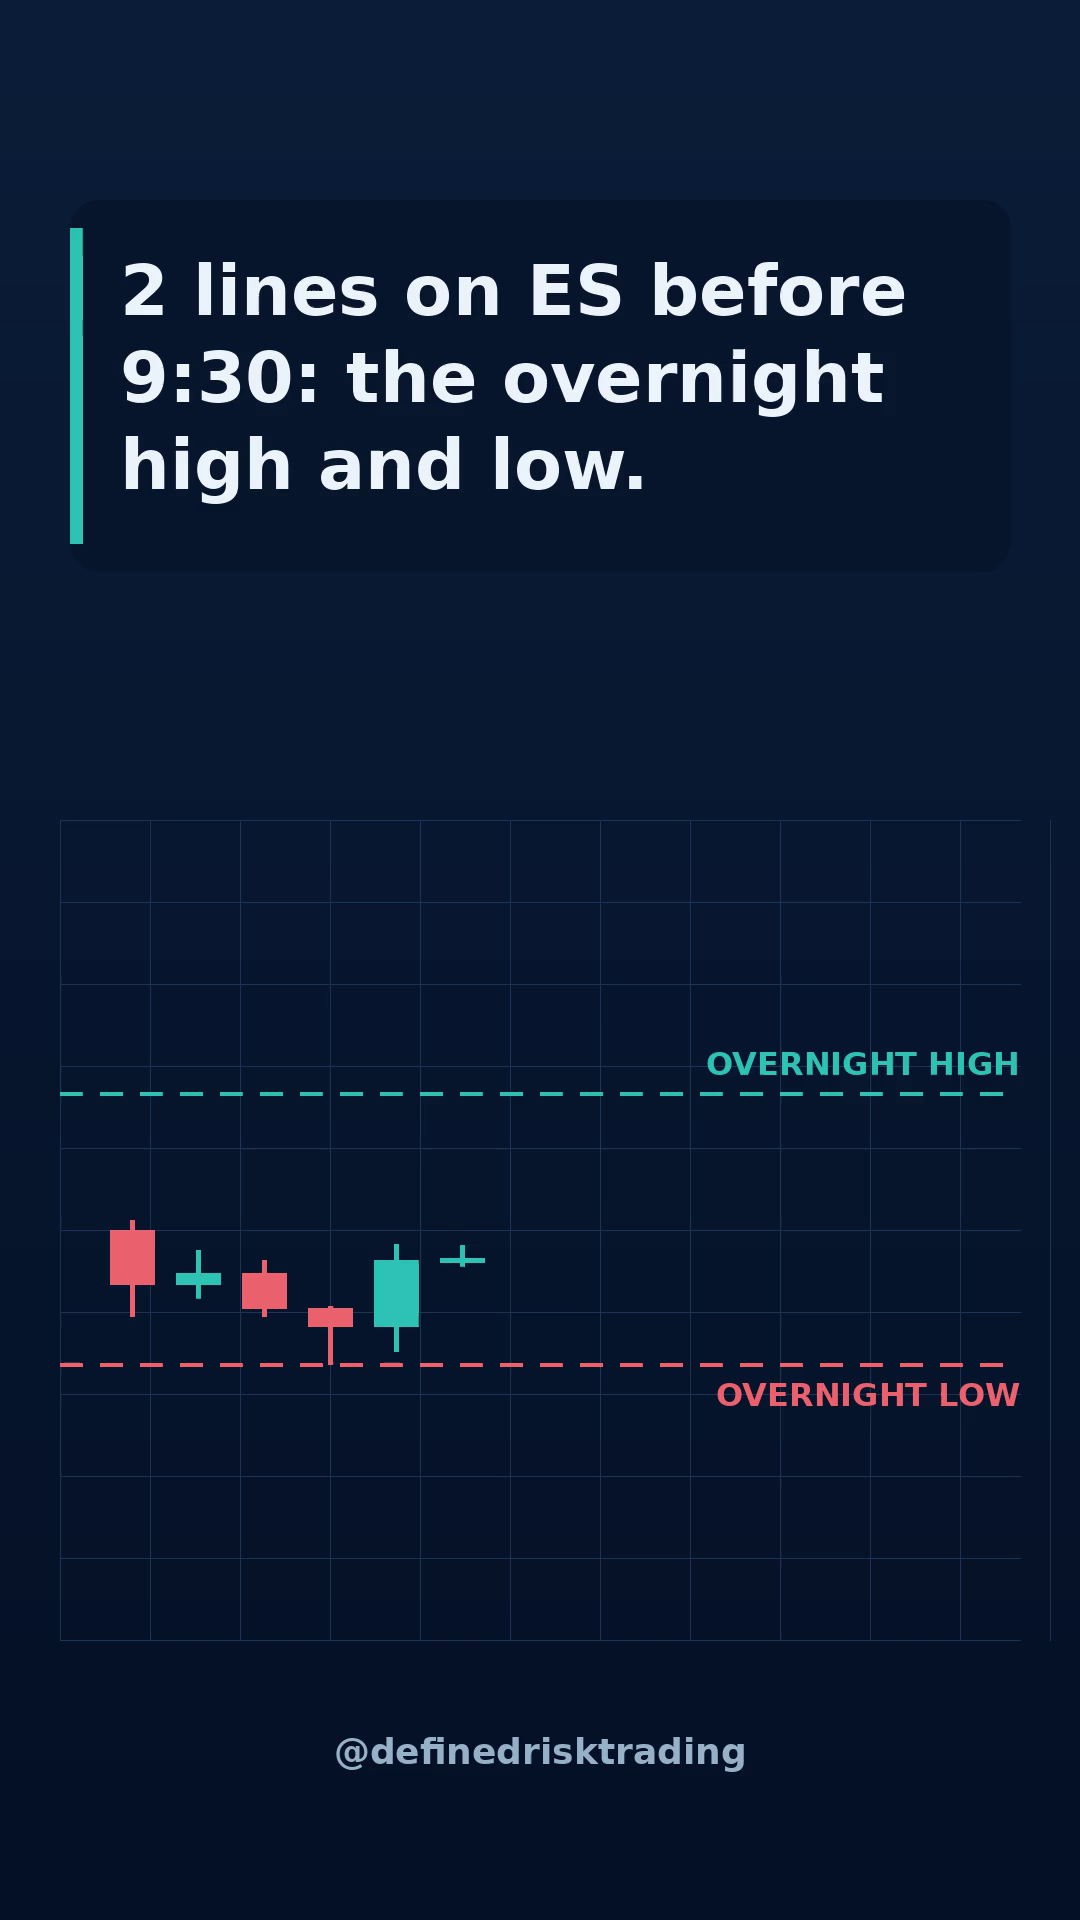 2 lines on ES before
9:30: the overnight
high and low.
OVERNIGHT HIGH
OVERNIGHT LOW
@definedrisktrading